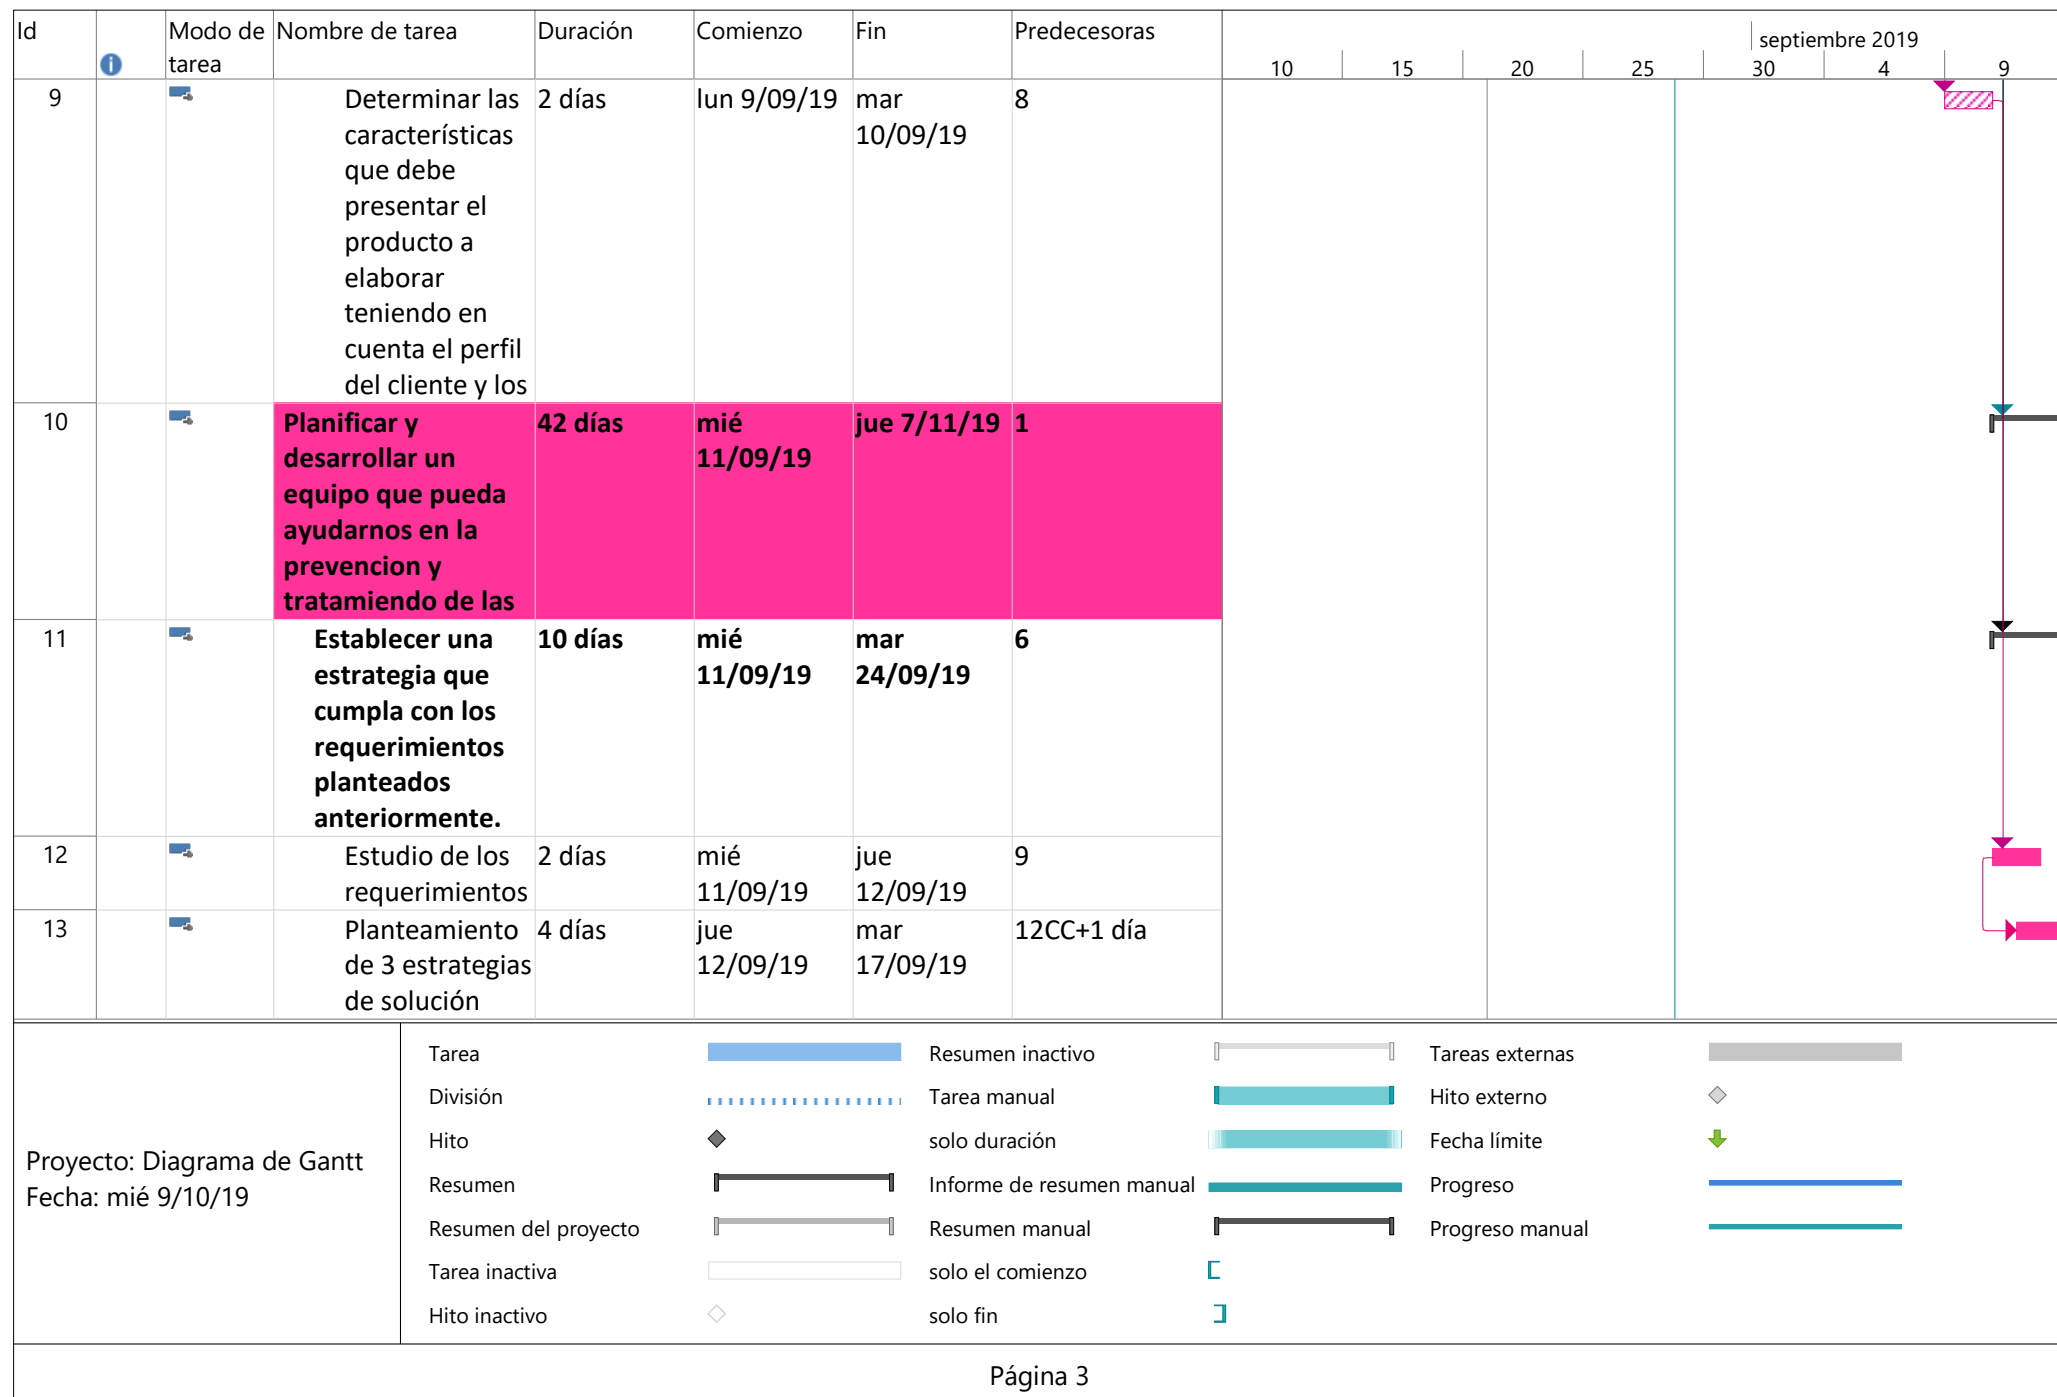 Id
Modo de
tarea
Nombre de tarea
Duración
Comienzo
Fin
Predecesoras
septiembre 2019
10 15 20 25 30 4 9
9
Determinar las
características
que debe
presentar el
producto a
elaborar
teniendo en
cuenta el perfil
del cliente y los
2 días
lun 9/09/19
mar
10/09/19
8
10
Planificar y
desarrollar un
equipo que pueda
ayudarnos en la
prevencion y
tratamiendo de las
42 días
mié
11/09/19
jue 7/11/19
1
11
Establecer una
estrategia que
cumpla con los
requerimientos
planteados
anteriormente.
10 días
mié
11/09/19
mar
24/09/19
6
12
Estudio de los
requerimientos
2 días
mié
11/09/19
jue
12/09/19
9
13
Planteamiento
de 3 estrategias
de solución
4 días
jue
12/09/19
mar
17/09/19
12CC+1 día
Proyecto: Diagrama de Gantt
Fecha: mié 9/10/19
Tarea
División
Hito
Resumen
Resumen del proyecto
Tarea inactiva
Hito inactivo
Resumen inactivo
Tarea manual
solo duración
Informe de resumen manual
Resumen manual
solo el comienzo
solo fin
Tareas externas
Hito externo
Fecha límite
Progreso
Progreso manual
Página 3